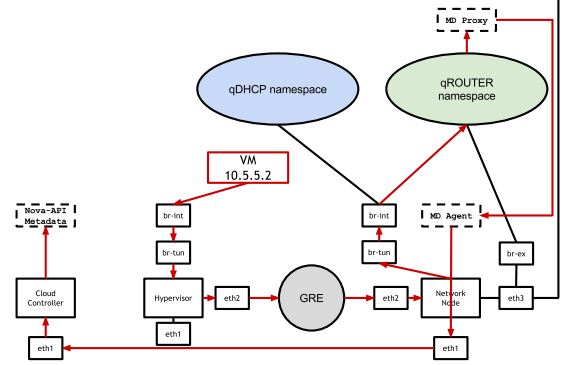 MD Proxy
qDHCP namespace
qROUTER
namespace
VM
10.5.5.2
Nova-API
Metadata
br-int
br-int
MD Agent
br-tun
br-tun
br-ex
Cloud
Controller
Hypervisor
eth2
GRE
eth2
Network
Node
eth3
eth1
eth1
eth1